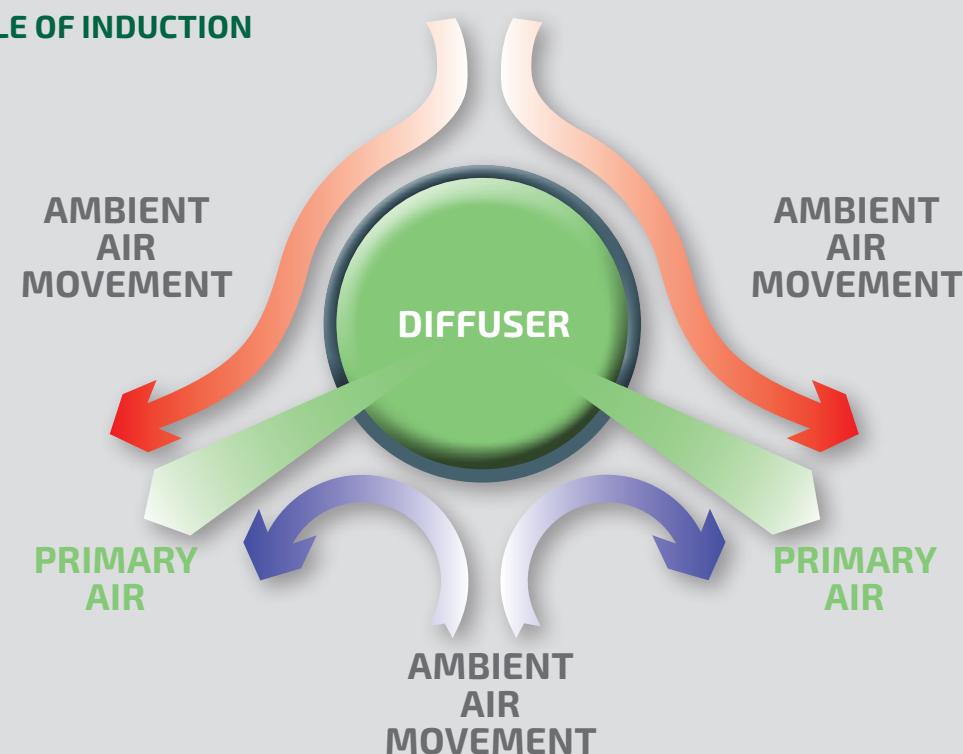 LE OF INDUCTION
AMBIENT
AIR
MOVEMENT
AMBIENT
AIR
MOVEMENT
DIFFUSER
PRIMARY
AIR
PRIMARY
AIR
AMBIENT
AIR
MOVEMENT